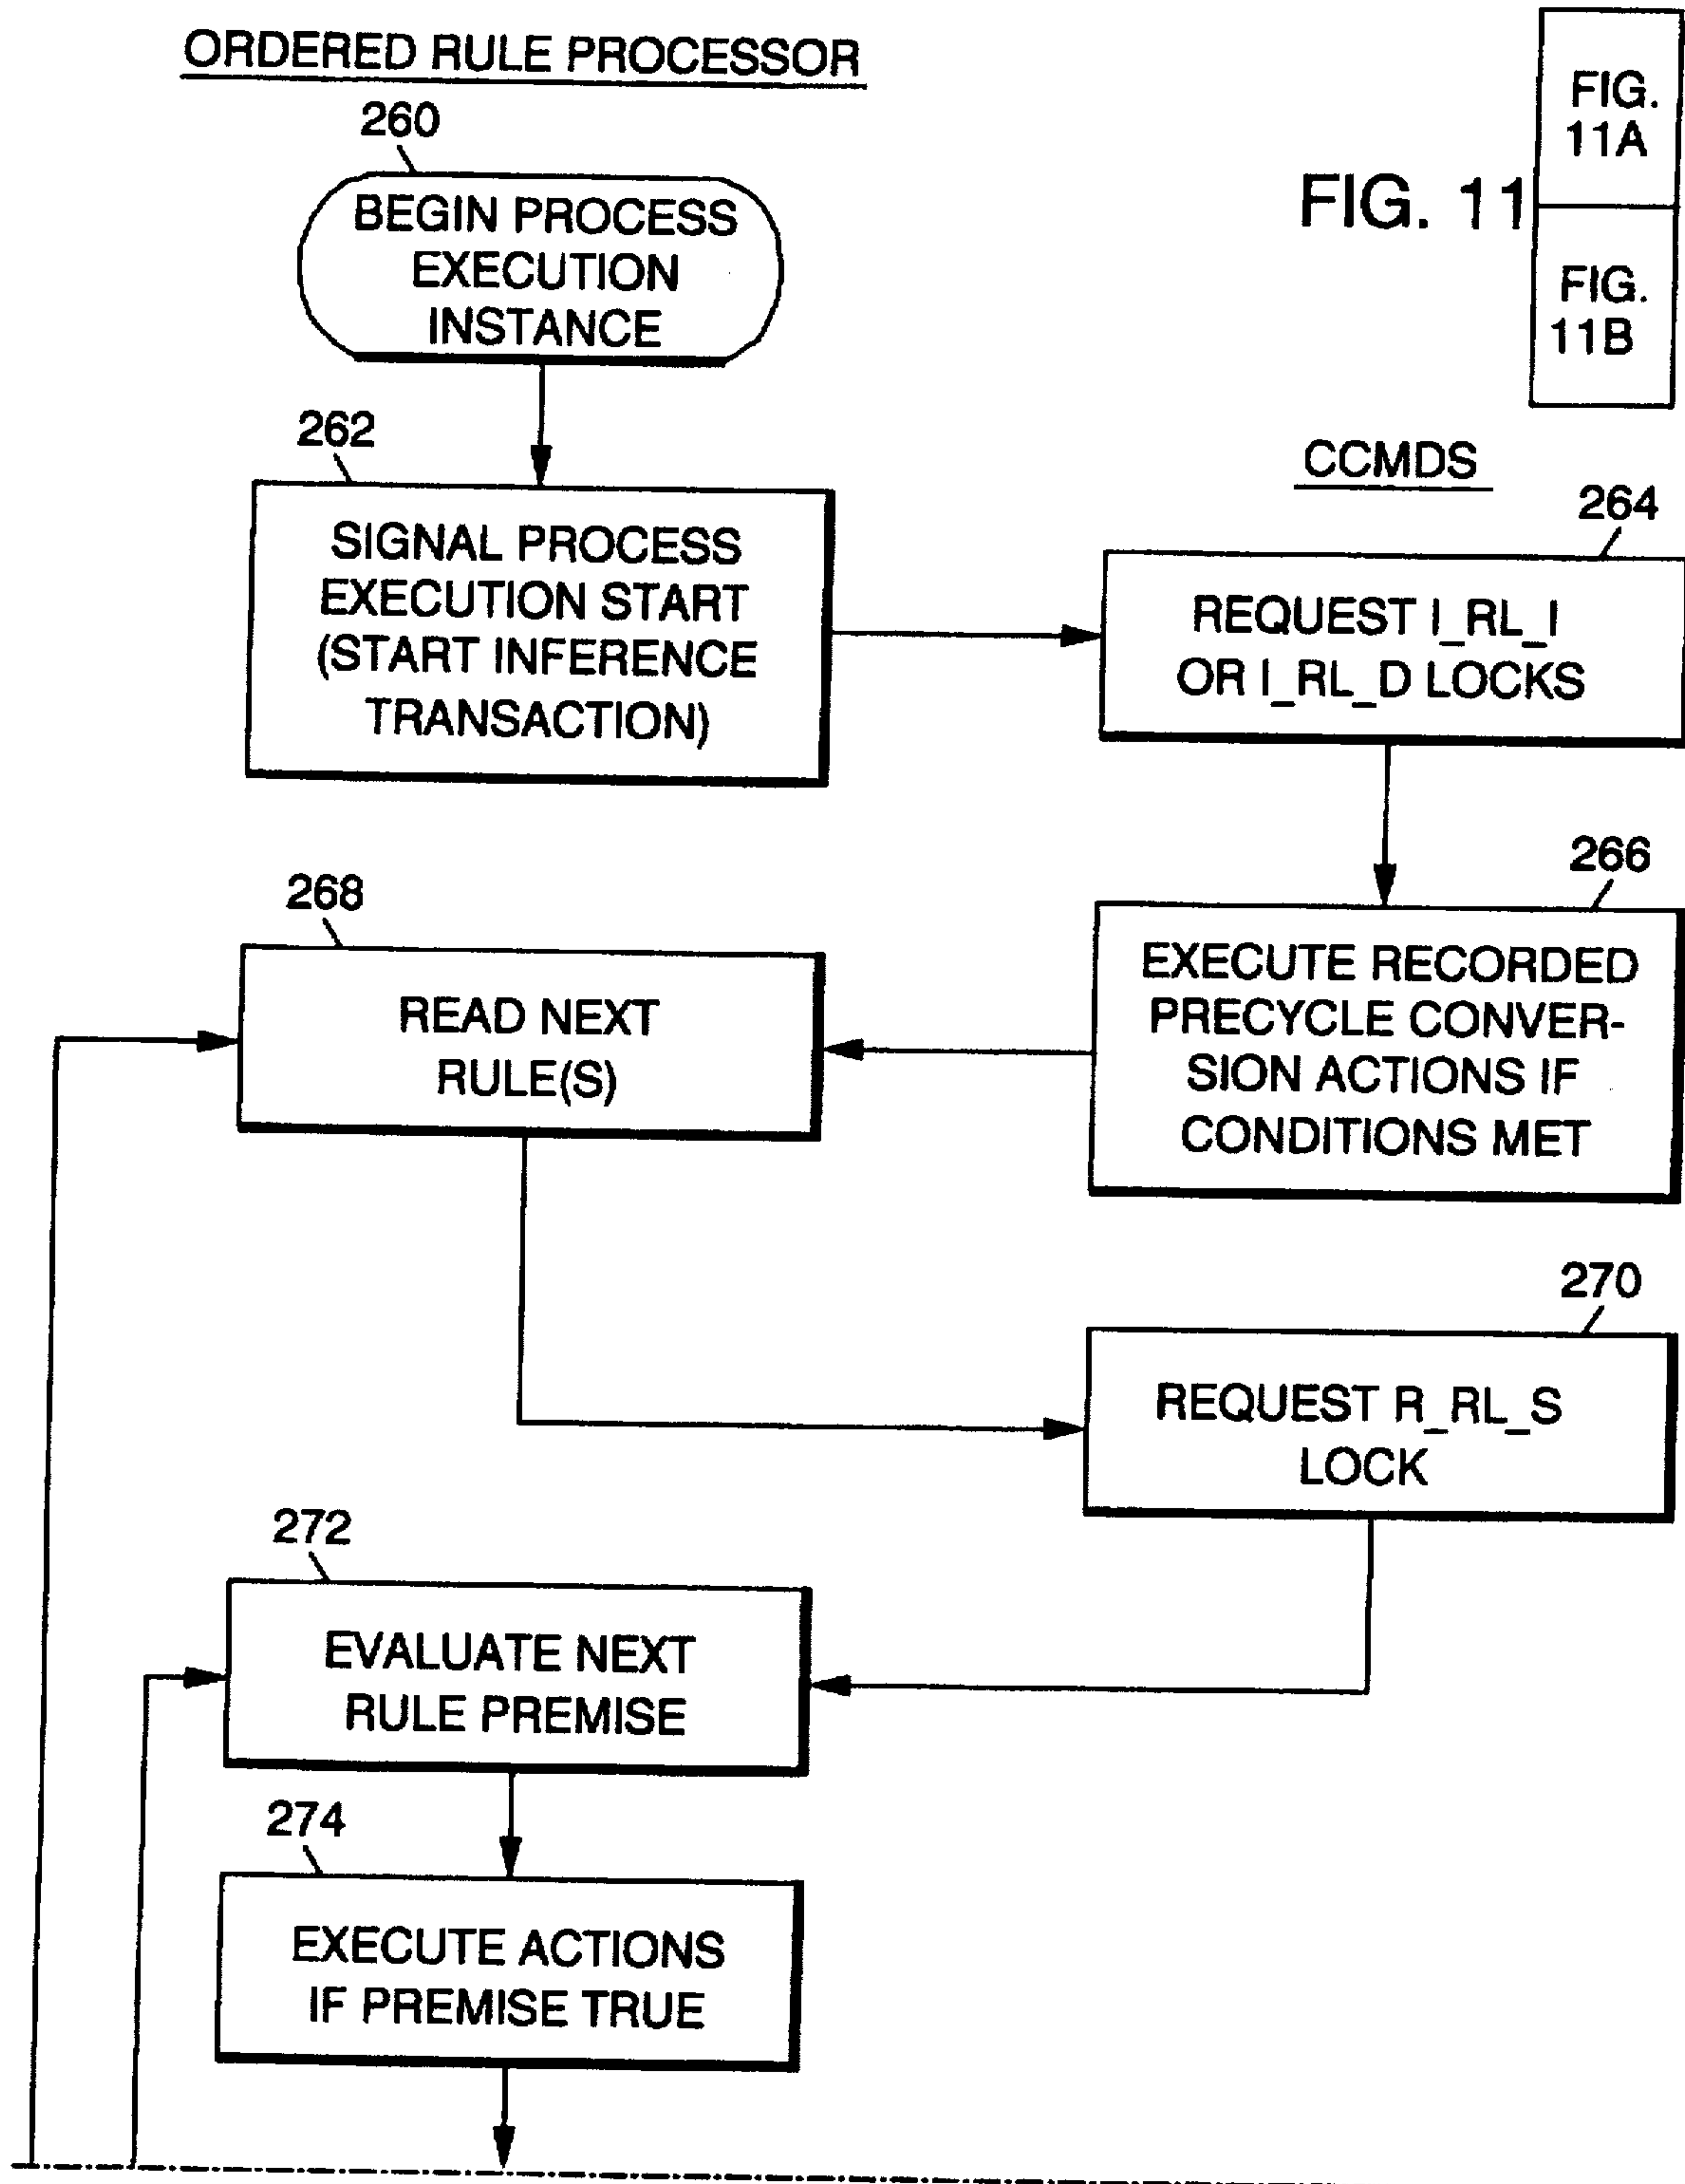 ORDERED RULE PROCESSOR
FIG. 11
FIG.
11A
FIG.
11B
260
BEGIN PROCESS
EXECUTION
INSTANCE
262
SIGNAL PROCESS
EXECUTION START
(START INFERENCE
TRANSACTION)
CCMDS
264
REQUEST I_RL_I
OR I_RL_D LOCKS
266
EXECUTE RECORDED
PRECYCLE CONVER-
SION ACTIONS IF
CONDITIONS MET
268
READ NEXT
RULE(S)
270
REQUEST R_RL_S
LOCK
272
EVALUATE NEXT
RULE PREMISE
274
EXECUTE ACTIONS
IF PREMISE TRUE